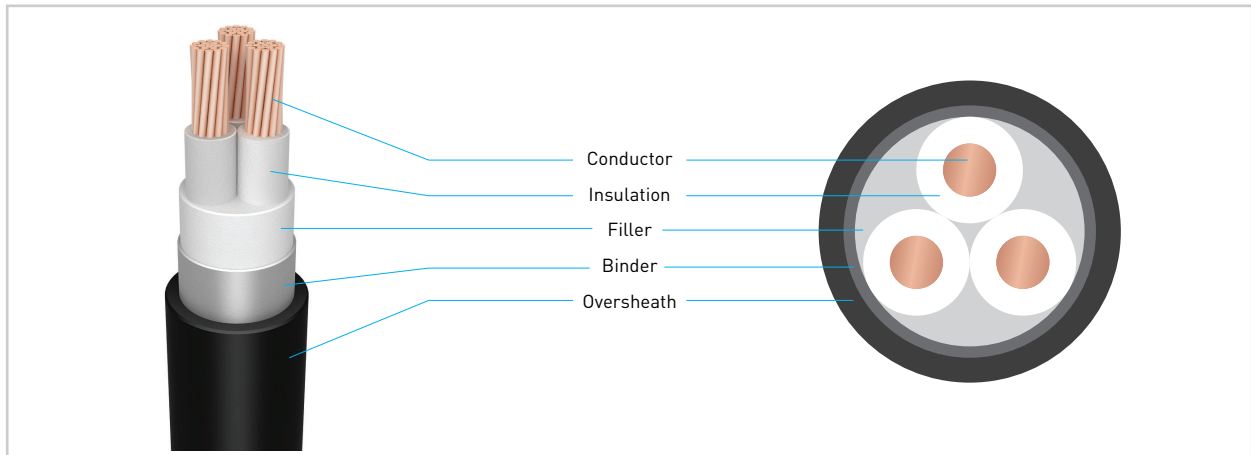 Conductor
Insulation
Filler
Binder
Oversheath